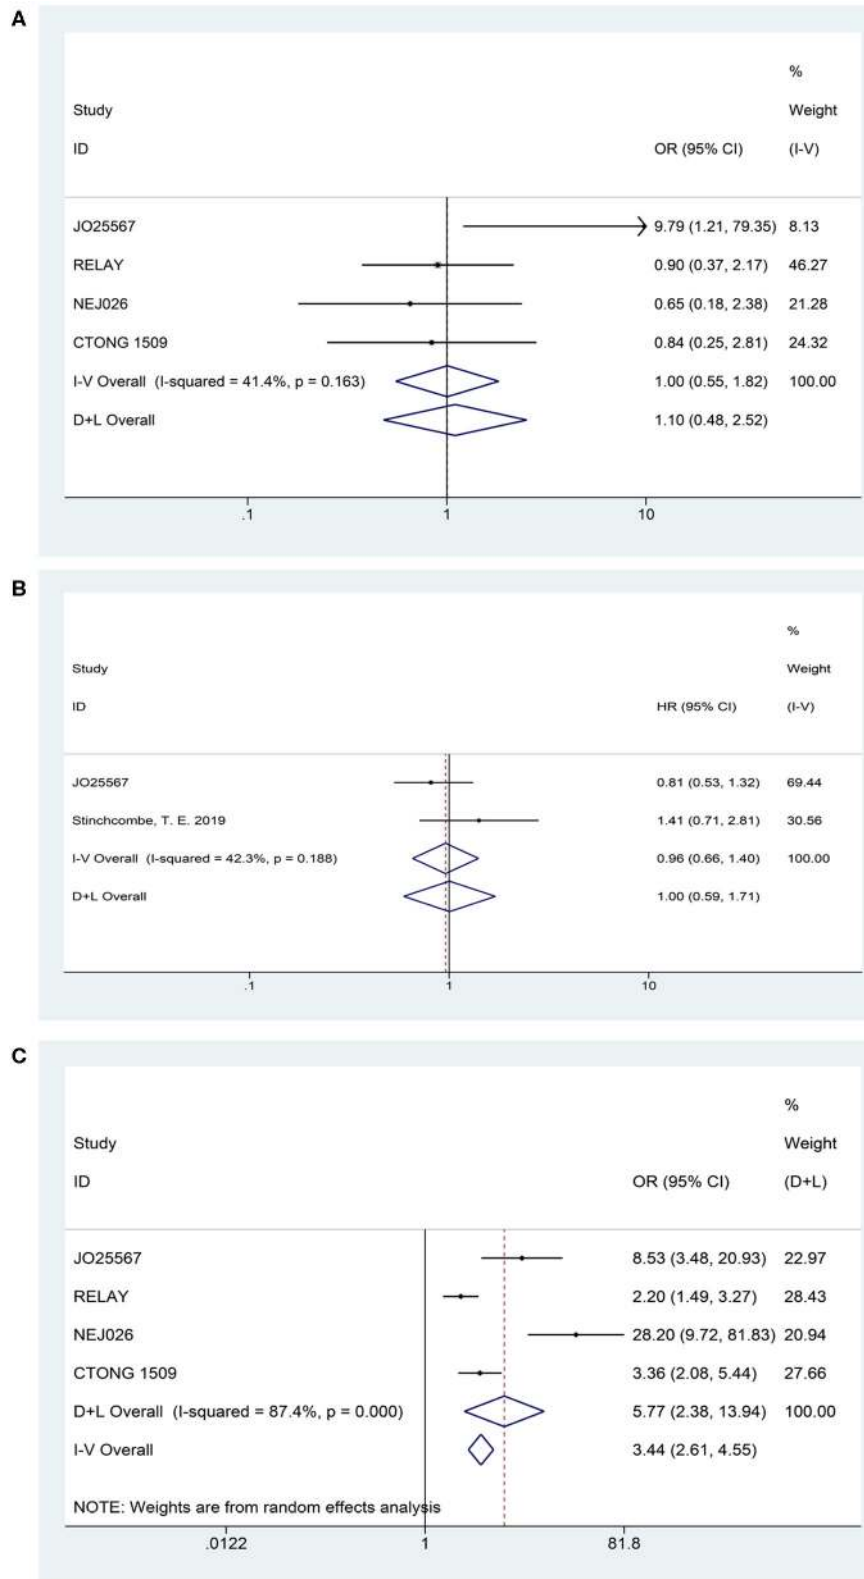 A
%
Study Weight
ID OR (95% CI) (I-V)
JO25567 9.79 (1.21, 79.35) 8.13
RELAY 0.90 (0.37, 2.17) 46.27
NEJ026 0.65 (0.18, 2.38) 21.28
CTONG 1509 0.84 (0.25, 2.81) 24.32
I-V Overall (I-squared = 41.4%, p = 0.163) 1.00 (0.55, 1.82) 100.00
D+L Overall 1.10 (0.48, 2.52)
.1 1 10
B
%
Study Weight
ID HR (95% CI) (I-V)
JO25567 0.81 (0.53, 1.32) 69.44
Stinchcombe, T. E. 2019 1.41 (0.71, 2.81) 30.56
I-V Overall (I-squared = 42.3%, p = 0.188) 0.96 (0.66, 1.40) 100.00
D+L Overall 1.00 (0.59, 1.71)
.1 1 10
C
%
Study Weight
ID OR (95% CI) (D+L)
JO25567 8.53 (3.48, 20.93) 22.97
RELAY 2.20 (1.49, 3.27) 28.43
NEJ026 28.20 (9.72, 81.83) 20.94
CTONG 1509 3.36 (2.08, 5.44) 27.66
D+L Overall (I-squared = 87.4%, p = 0.000) 5.77 (2.38, 13.94) 100.00
I-V Overall 3.44 (2.61, 4.55)
NOTE: Weights are from random effects analysis
.0122 1 81.8